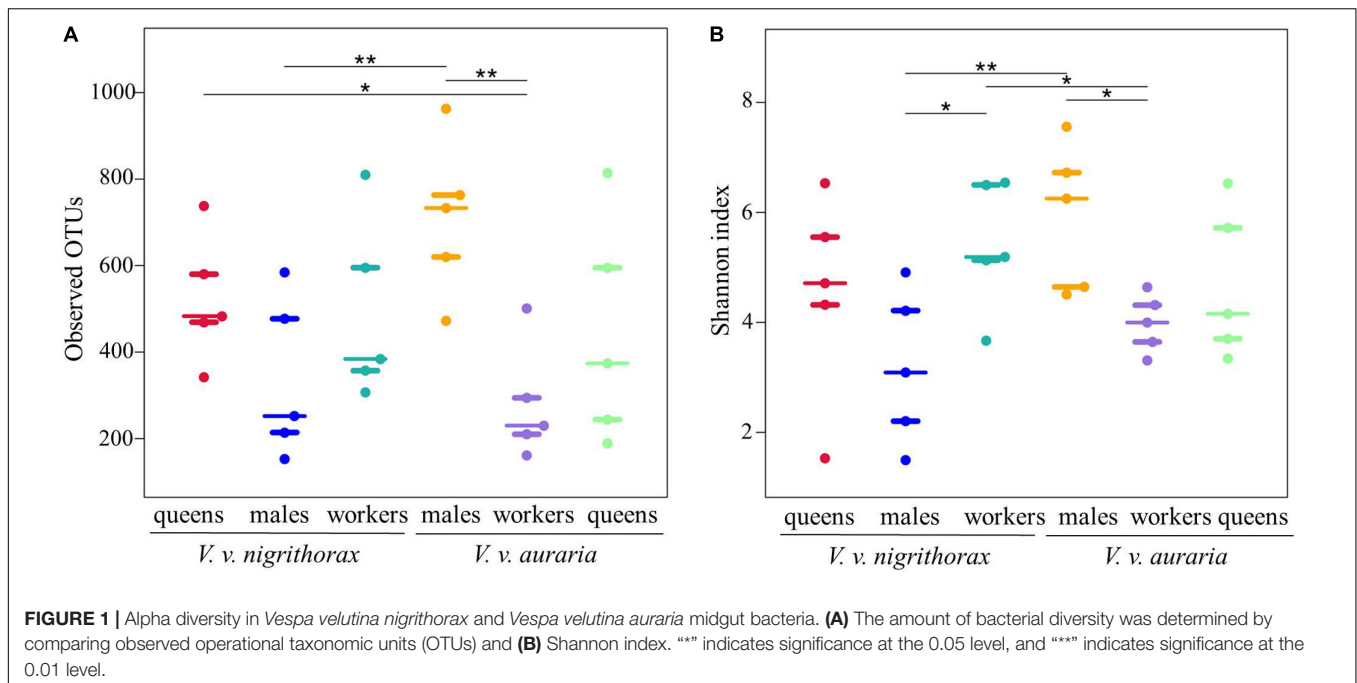 A
B
** 
**
*
1000
800
600
400
200
Observed OTUs
queens males workers males workers queens
V. v. nigrithorax V. v. auraria
**
*
*
*
8
6
4
2
Shannon index
queens males workers males workers queens
V. v. nigrithorax V. v. auraria
FIGURE 1 | Alpha diversity in Vespa velutina nigrithorax and Vespa velutina auraria midgut bacteria. (A) The amount of bacterial diversity was determined by
comparing observed operational taxonomic units (OTUs) and (B) Shannon index. “*” indicates significance at the 0.05 level, and “**” indicates significance at the
0.01 level.